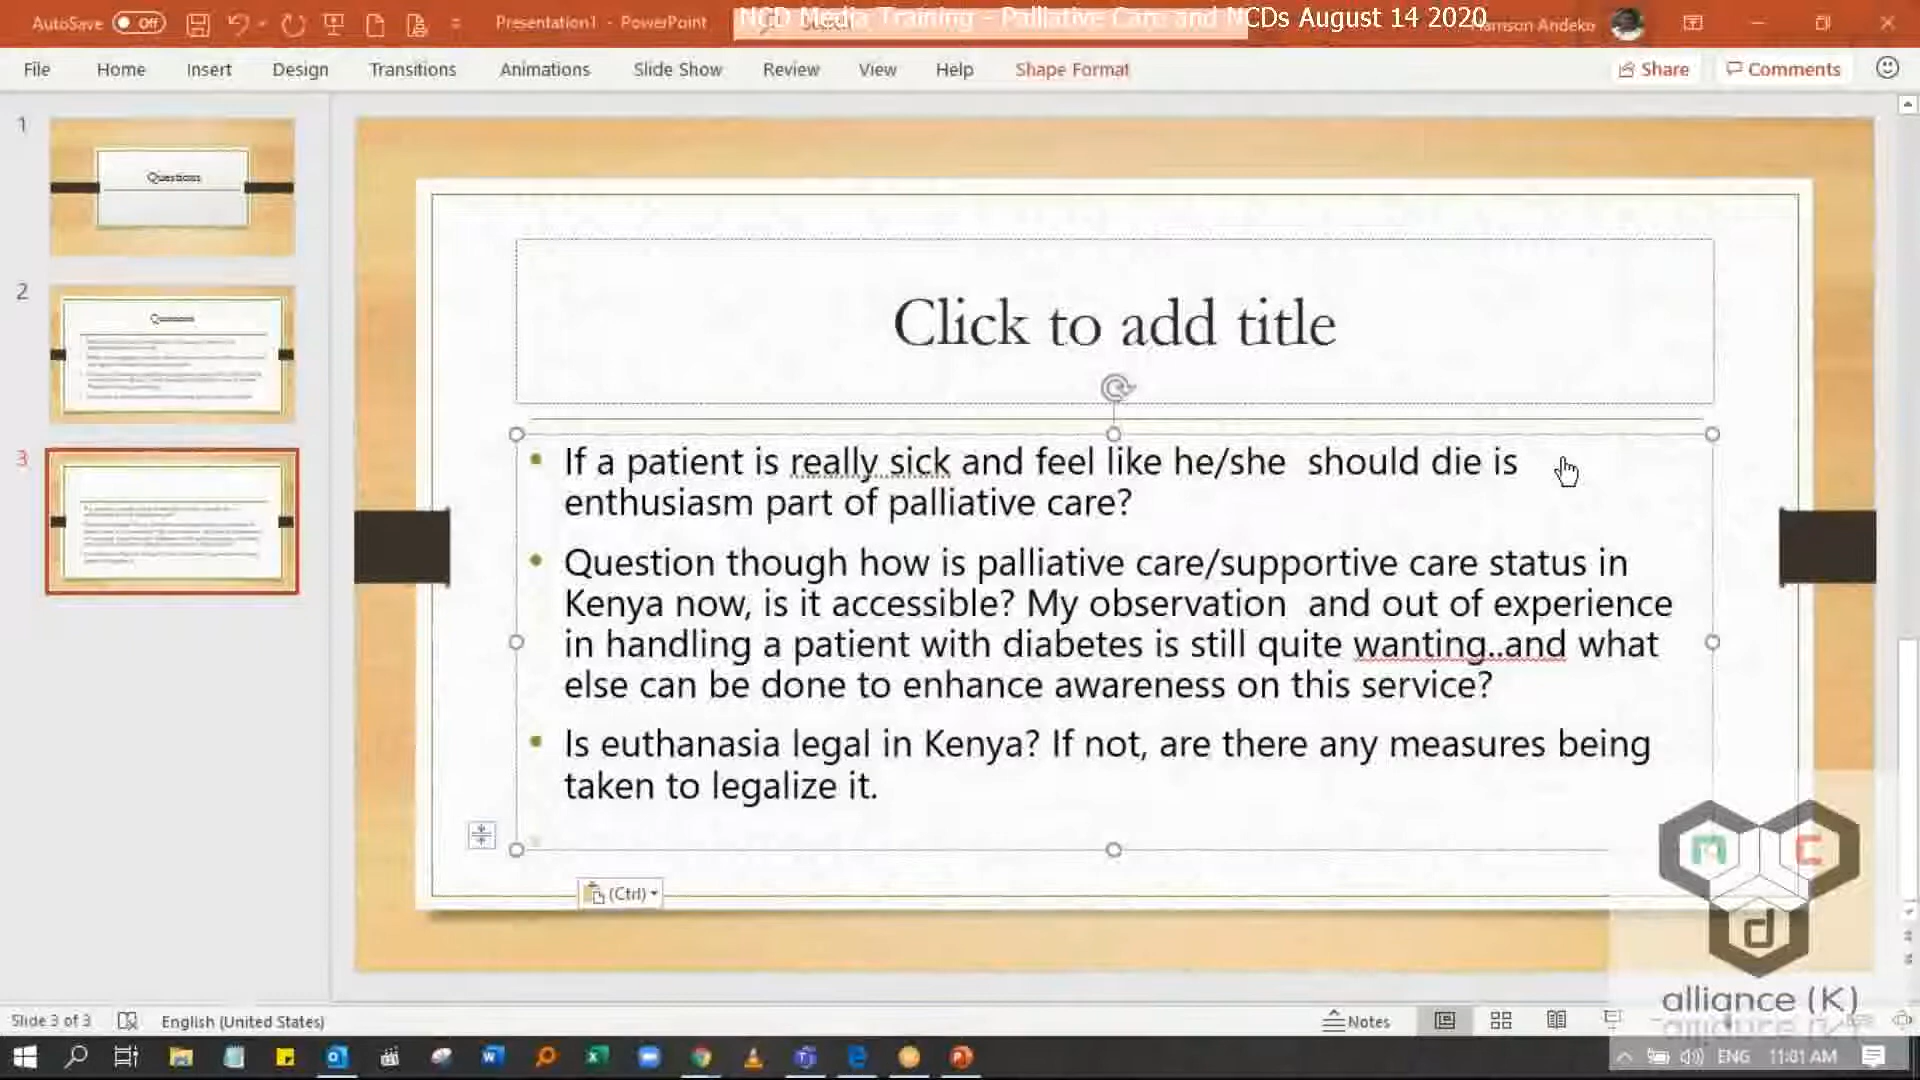 AutoSave Off
Presentation1 - PowerPoint
NCD Media Training - Palliative Care and NCDs August 14 2020
Andeko
File Home Insert Design Transitions Animations Slide Show Review View Help Shape Format Share Comments
1
Questions
2
Questions
3
Click to add title
• If a patient is really sick and feel like he/she should die is
enthusiasm part of palliative care?
• Question though how is palliative care/supportive care status in
Kenya now, is it accessible? My observation and out of experience
in handling a patient with diabetes is still quite wanting..and what
else can be done to enhance awareness on this service?
• Is euthanasia legal in Kenya? If not, are there any measures being
taken to legalize it.
(Ctrl)
n c d
alliance (K)
Slide 3 of 3 English (United States) Notes
ENG 11:01 AM